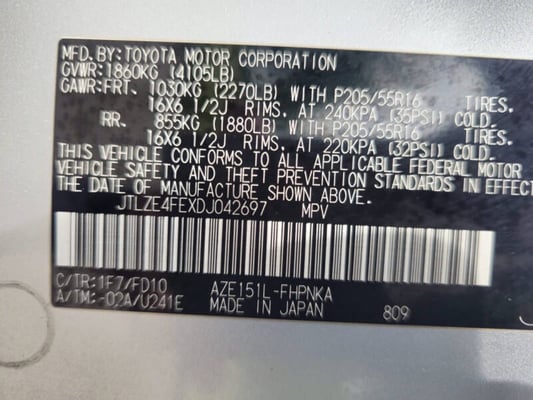 MFD. BY:TOYOTA MOTOR CORPORATION
GVWR:1860KG (4105LB)
GAWR:FRT. 1030KG (2270LB) WITH P205/55R16 TIRES.
16X6 1/2J RIMS. AT 240KPA (35PSI) COLD.
RR. 855KG (1880LB) WITH P205/55R16 TIRES.
16X6 1/2J RIMS. AT 220KPA (32PSI) COLD.
THIS VEHICLE CONFORMS TO ALL APPLICABLE FEDERAL MOTOR
VEHICLE SAFETY AND THEFT PREVENTION STANDARDS IN EFFECT
DATE OF MANUFACTURE SHOWN ABOVE.
JTLZE4FEXDJ042697 MPV
C/TR:1F7/FD10 AZE151L-FHPNKA
A/TM:-02A/U241E MADE IN JAPAN 809